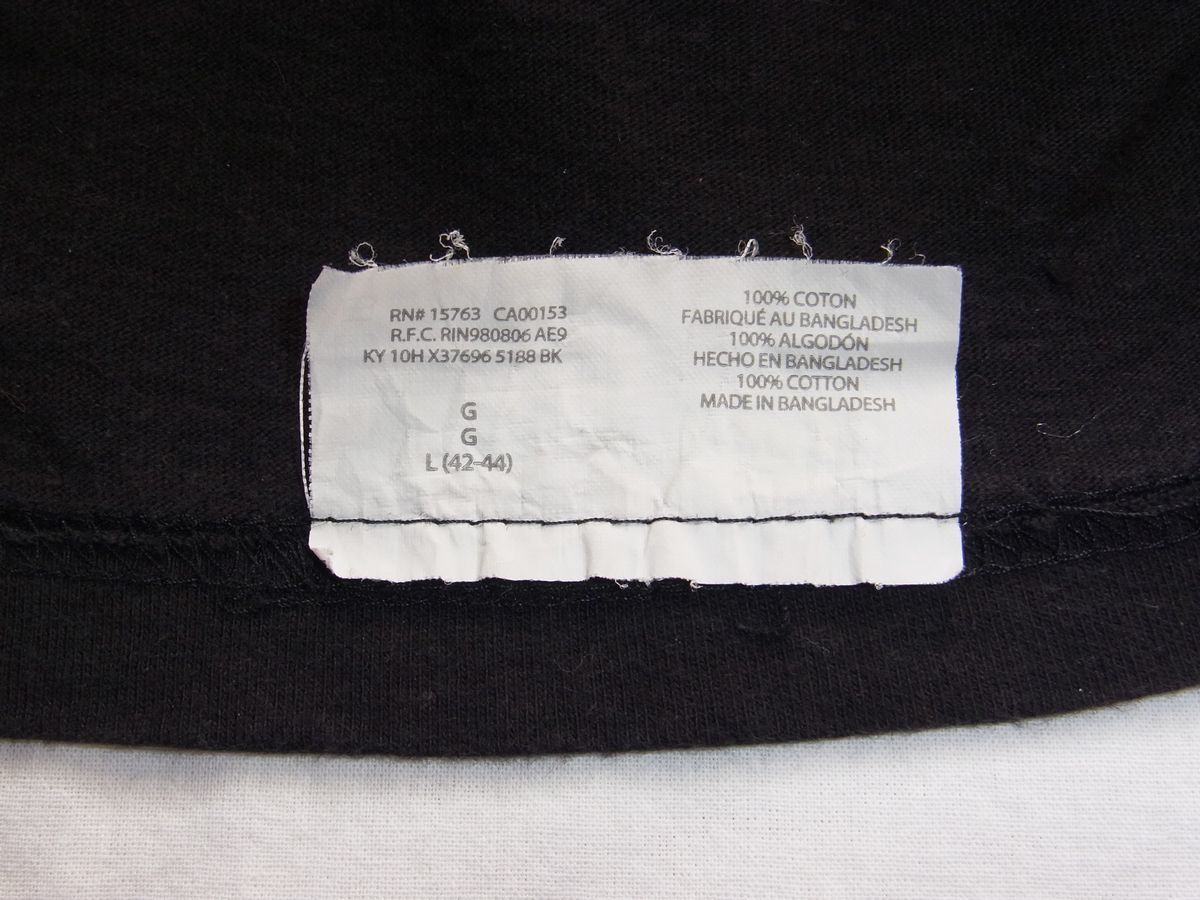 RN# 15763 CA00153
R.F.C. RIN980806 AE9
KY 10H X37696 5188 BK
G
G
L (42-44)
100% COTON
FABRIQUÉ AU BANGLADESH
100% ALGODÓN
HECHO EN BANGLADESH
100% COTTON
MADE IN BANGLADESH